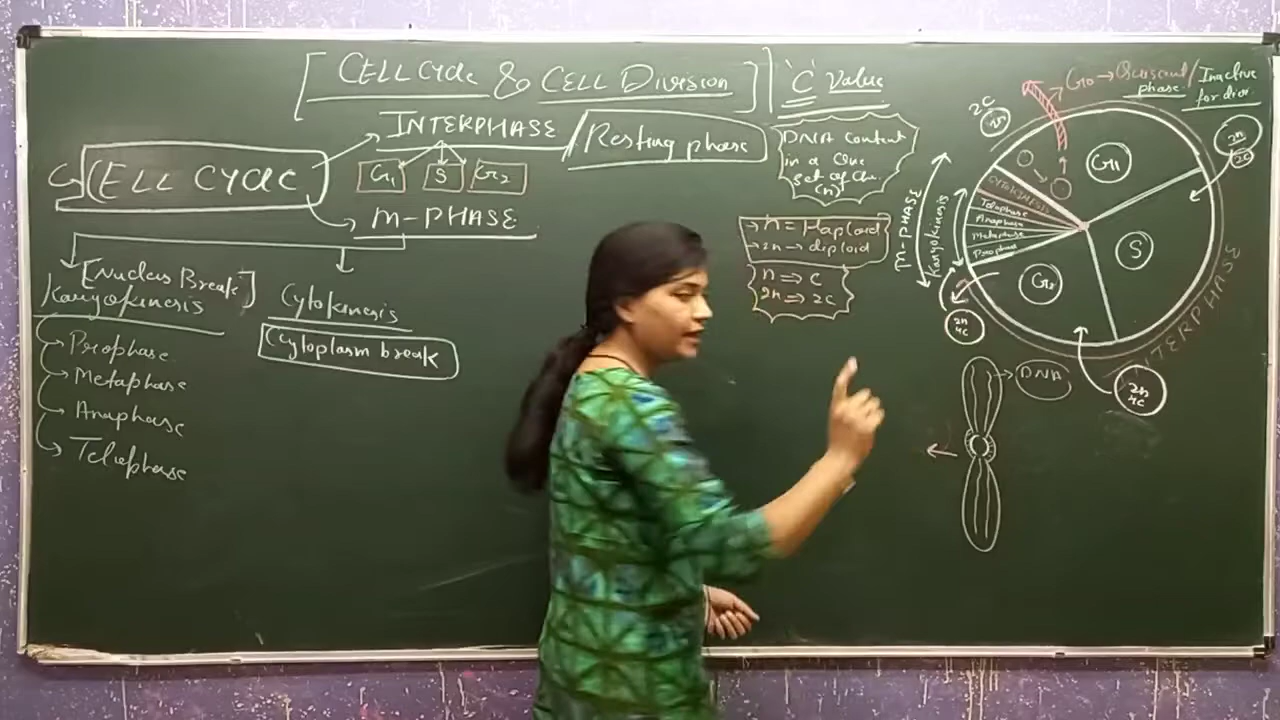 [CELL Cycle & CELL Division]
'C' Value
G0 → Quiescent phase / Inactive for div.
INTERPHASE / Resting phase
CELL CYCLE
G1 S G2
M-PHASE
[Nucleus Break]
Karyokinesis
Prophase
Metaphase
Anaphase
Telophase
Cytokinesis
Cytoplasm break
DNA Content
in a One
set of Chr.
(n)
n = Haploid
2n → diploid
n ⇒ C
2n ⇒ 2C
M-PHASE
Karyokinesis
CYTOKINESIS
Telophase
Anaphase
Metaphase
Prophase
G1
S
G2
2C
2n
2n
2C
2n
4C
2n
4C
INTERPHASE
DNA